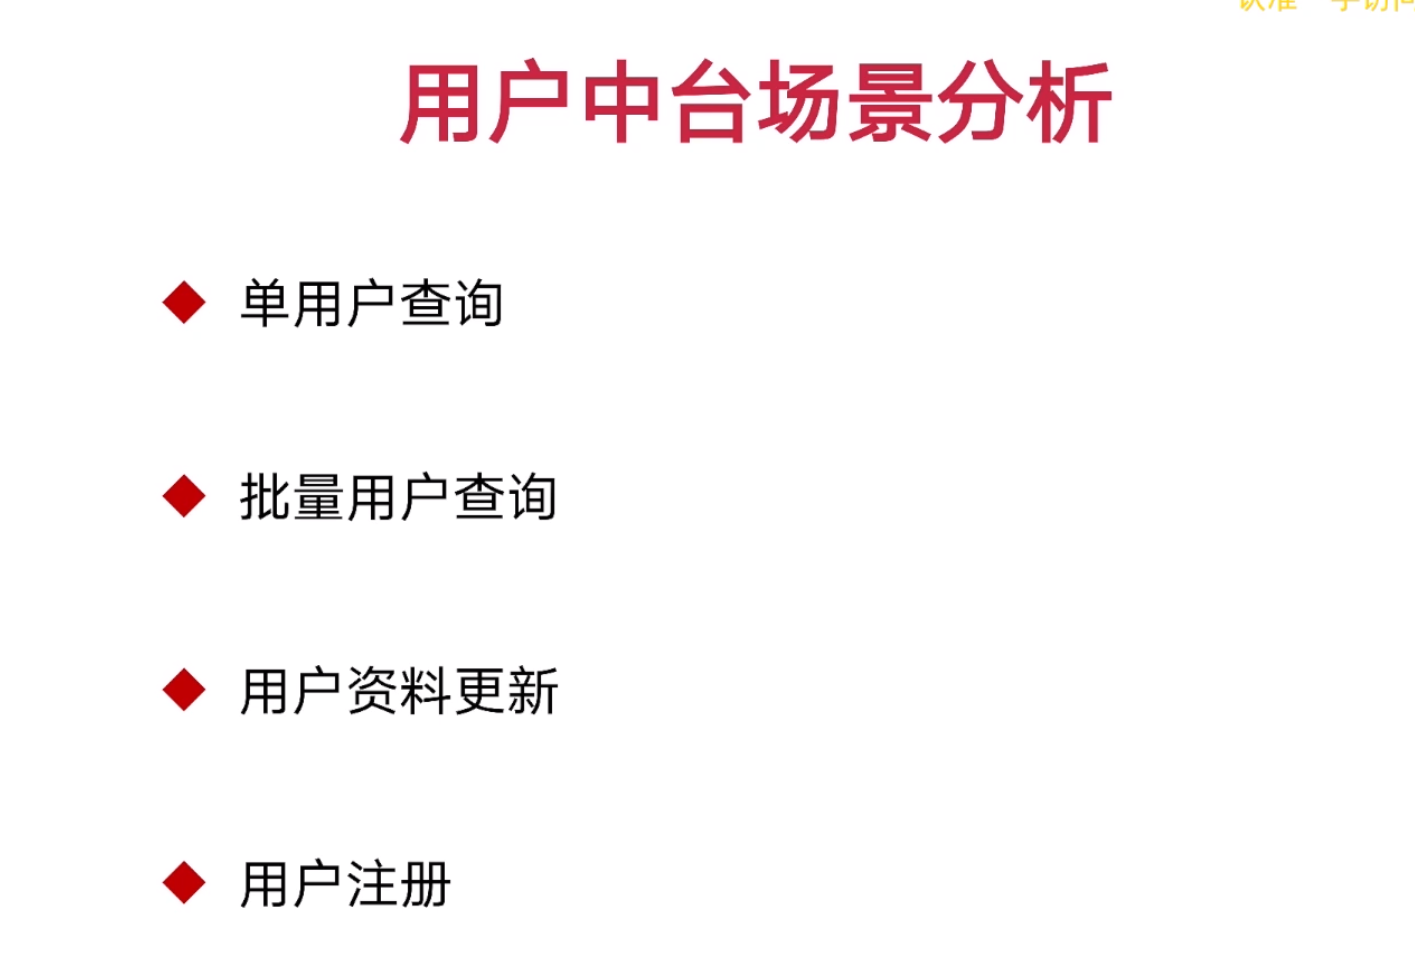 用户中台场景分析
单用户查询
批量用户查询
用户资料更新
用户注册